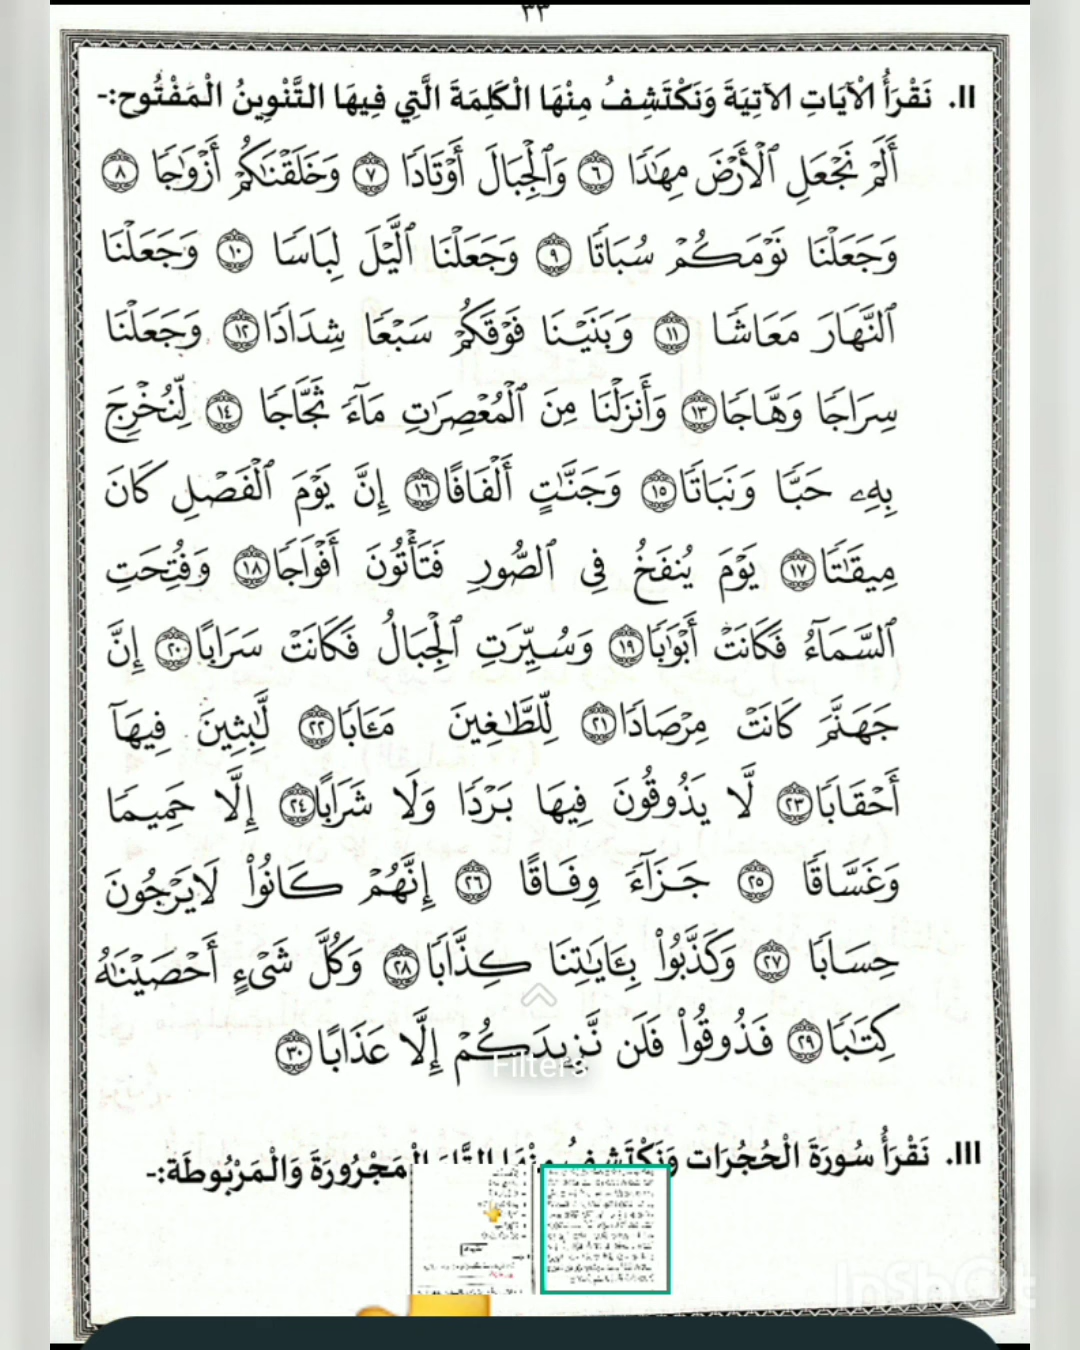 ٣٣
II. نَقْرَأُ الْآيَاتِ الآتِيَةَ وَنَكْتَشِفُ مِنْهَا الْكَلِمَةَ الَّتِي فِيهَا التَّنْوِينُ الْمَفْتُوح:-
أَلَمْ نَجْعَلِ ٱلْأَرْضَ مِهَٰدًا ٦ وَٱلْجِبَالَ أَوْتَادًا ٧ وَخَلَقْنَٰكُمْ أَزْوَٰجًا ٨
وَجَعَلْنَا نَوْمَكُمْ سُبَاتًا ٩ وَجَعَلْنَا ٱلَّيْلَ لِبَاسًا ١٠ وَجَعَلْنَا
ٱلنَّهَارَ مَعَاشًا ١١ وَبَنَيْنَا فَوْقَكُمْ سَبْعًا شِدَادًا ١٢ وَجَعَلْنَا
سِرَاجًا وَهَّاجًا ١٣ وَأَنزَلْنَا مِنَ ٱلْمُعْصِرَٰتِ مَآءً ثَجَّاجًا ١٤ لِّنُخْرِجَ
بِهِۦ حَبًّا وَنَبَاتًا ١٥ وَجَنَّٰتٍ أَلْفَافًا ١٦ إِنَّ يَوْمَ ٱلْفَصْلِ كَانَ
مِيقَٰتًا ١٧ يَوْمَ يُنفَخُ فِى ٱلصُّورِ فَتَأْتُونَ أَفْوَاجًا ١٨ وَفُتِحَتِ
ٱلسَّمَآءُ فَكَانَتْ أَبْوَٰبًا ١٩ وَسُيِّرَتِ ٱلْجِبَالُ فَكَانَتْ سَرَابًا ٢٠ إِنَّ
جَهَنَّمَ كَانَتْ مِرْصَادًا ٢١ لِّلطَّٰغِينَ مَـَٔابًا ٢٢ لَّٰبِثِينَ فِيهَآ
أَحْقَابًا ٢٣ لَّا يَذُوقُونَ فِيهَا بَرْدًا وَلَا شَرَابًا ٢٤ إِلَّا حَمِيمًا
وَغَسَّاقًا ٢٥ جَزَآءً وِفَاقًا ٢٦ إِنَّهُمْ كَانُوا۟ لَايَرْجُونَ
حِسَابًا ٢٧ وَكَذَّبُوا۟ بِـَٔايَٰتِنَا كِذَّابًا ٢٨ وَكُلَّ شَىْءٍ أَحْصَيْنَٰهُ
كِتَٰبًا ٢٩ فَذُوقُوا۟ فَلَن نَّزِيدَكُمْ إِلَّا عَذَابًا ٣٠
Filters
III. نَقْرَأُ سُورَةَ الْحُجُرَات وَنَكْتَشِفُ مِنْهَا التَّاءَ الْمَجْرُورَةَ وَالْمَرْبُوطَة:-
InShOt